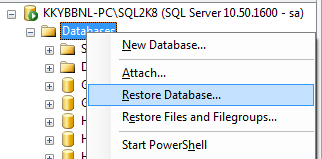 KKYBBNL-PC\SQL2K8 (SQL Server 10.50.1600 - sa)
Databases
New Database...
Attach...
Restore Database...
Restore Files and Filegroups...
Start PowerShell